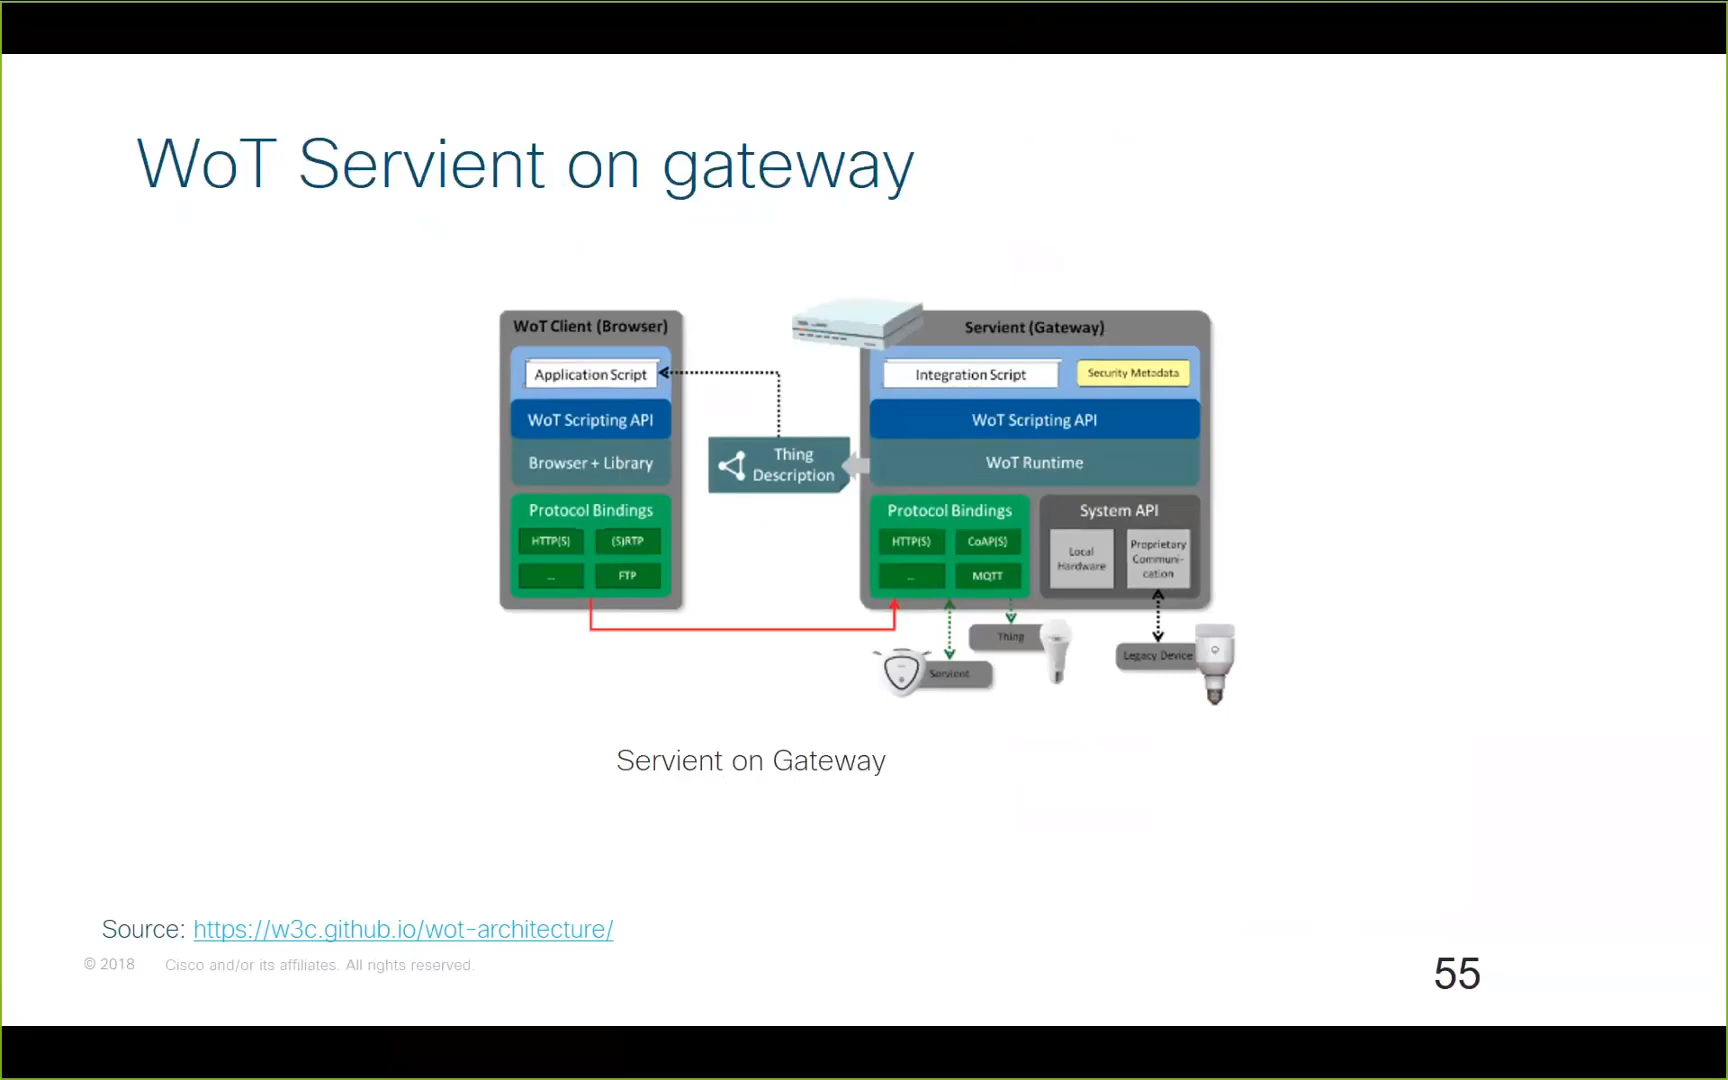 WoT Servient on gateway
WoT Client (Browser)
Application Script
WoT Scripting API
Browser + Library
Protocol Bindings
HTTP(S)
(S)RTP
...
FTP
Thing
Description
Servient (Gateway)
Integration Script
Security Metadata
WoT Scripting API
WoT Runtime
Protocol Bindings
HTTP(S)
CoAP(S)
...
MQTT
System API
Local
Hardware
Proprietary
Communi-
cation
Thing
Servient
Legacy Device
Servient on Gateway
Source: https://w3c.github.io/wot-architecture/
© 2018 Cisco and/or its affiliates. All rights reserved.
55